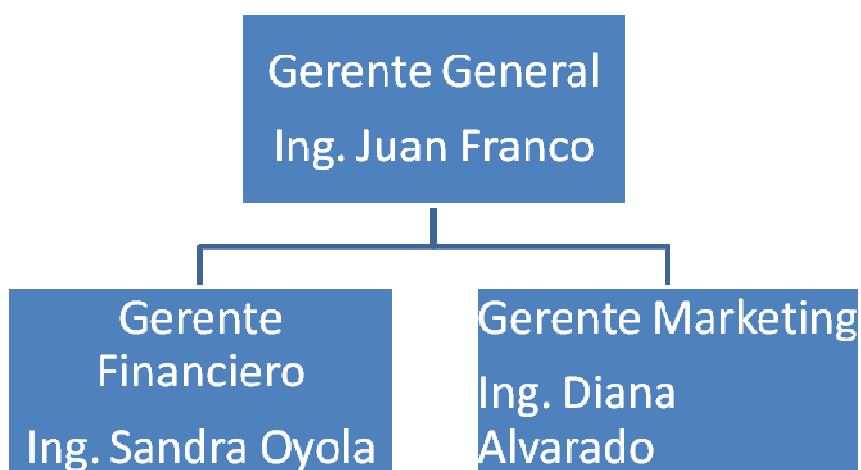 Gerente General
Ing. Juan Franco
Gerente
Financiero
Ing. Sandra Oyola
Gerente Marketing
Ing. Diana
Alvarado